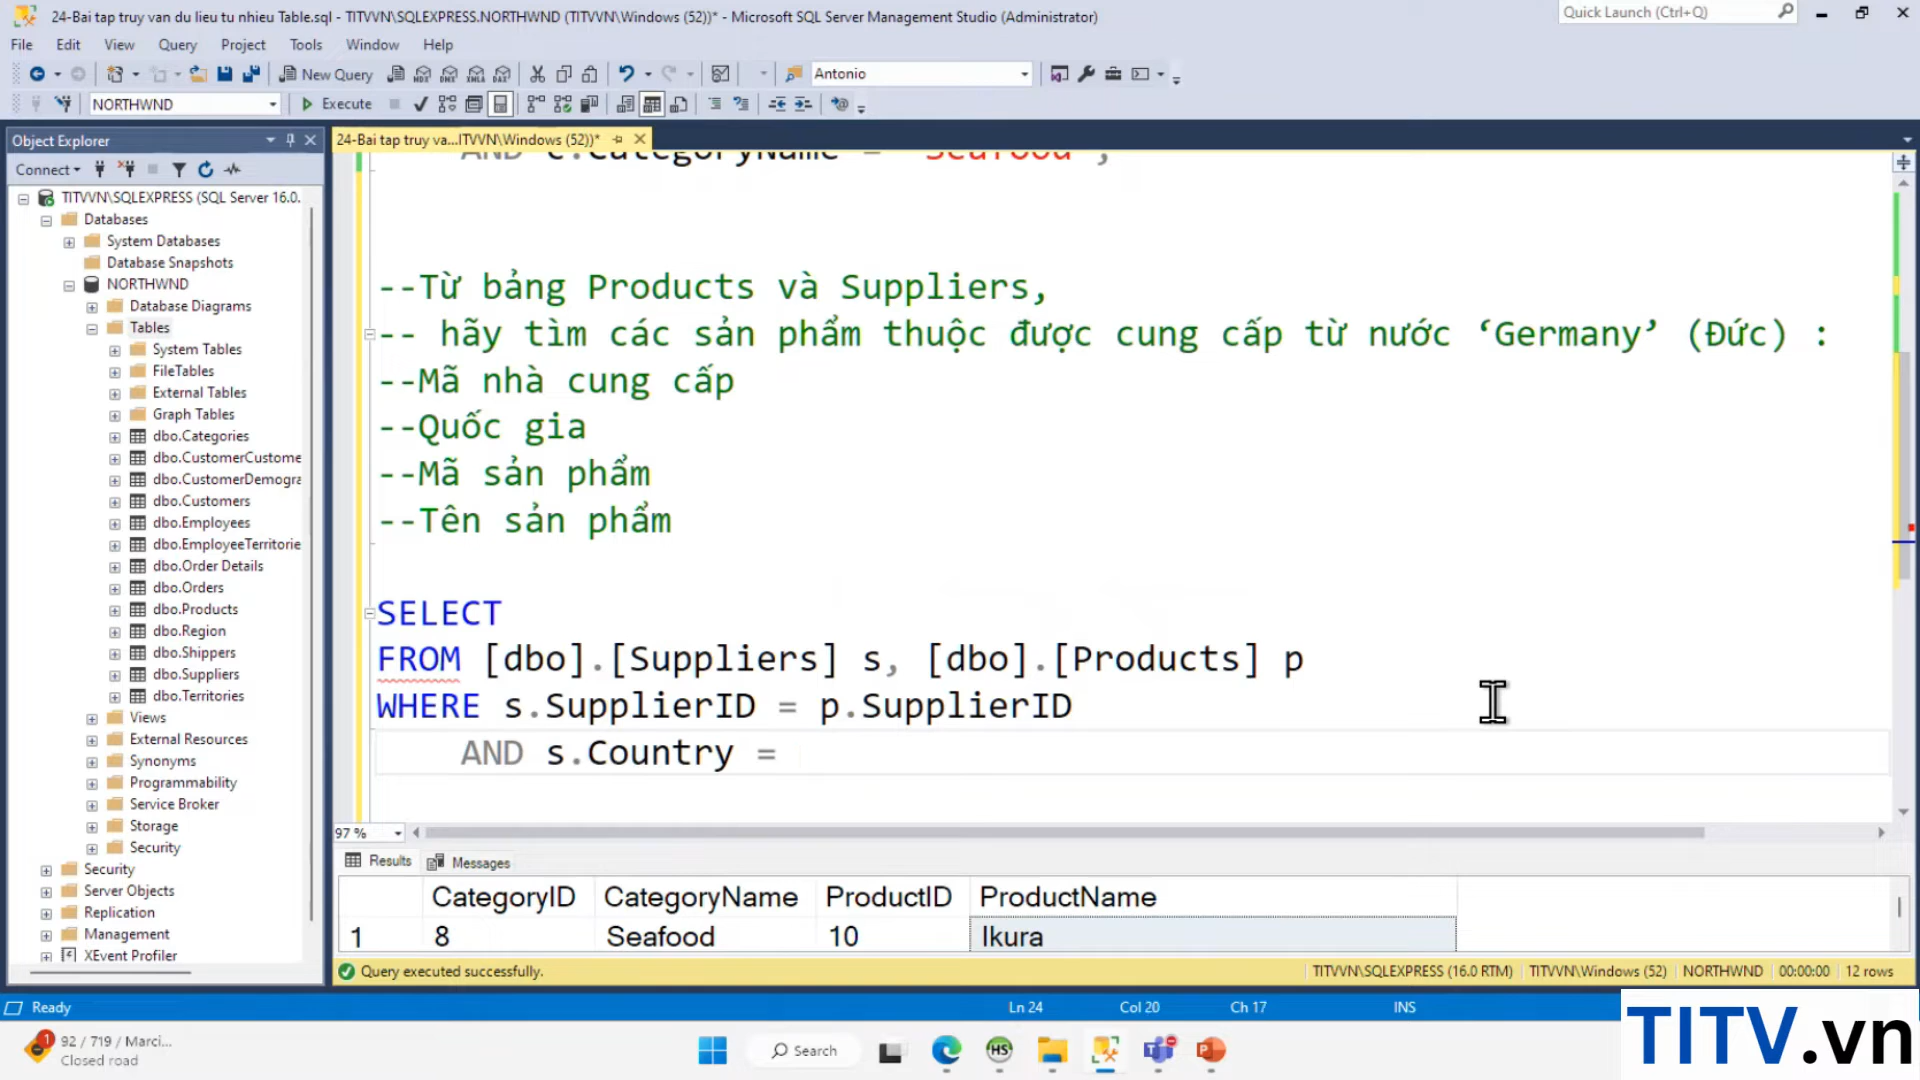 24-Bai tap truy van du lieu tu nhieu Table.sql - TITVVN\SQLEXPRESS.NORTHWND (TITVVN\Windows (52))* - Microsoft SQL Server Management Studio (Administrator)
Quick Launch (Ctrl+Q)
File Edit View Query Project Tools Window Help
New Query
Antonio
NORTHWND
Execute
Object Explorer
24-Bai tap truy va...ITVVN\Windows (52))*
Connect
TITVVN\SQLEXPRESS (SQL Server 16.0.
Databases
System Databases
Database Snapshots
NORTHWND
Database Diagrams
Tables
System Tables
FileTables
External Tables
Graph Tables
dbo.Categories
dbo.CustomerCustome
dbo.CustomerDemogra
dbo.Customers
dbo.Employees
dbo.EmployeeTerritorie
dbo.Order Details
dbo.Orders
dbo.Products
dbo.Region
dbo.Shippers
dbo.Suppliers
dbo.Territories
Views
External Resources
Synonyms
Programmability
Service Broker
Storage
Security
Security
Server Objects
Replication
Management
XEvent Profiler
AND c.CategoryName = 'Seafood';
--Từ bảng Products và Suppliers,
-- hãy tìm các sản phẩm thuộc được cung cấp từ nước ‘Germany’ (Đức) :
--Mã nhà cung cấp
--Quốc gia
--Mã sản phẩm
--Tên sản phẩm
SELECT
FROM [dbo].[Suppliers] s, [dbo].[Products] p
WHERE s.SupplierID = p.SupplierID
AND s.Country =
97 %
Results Messages
CategoryID CategoryName ProductID ProductName
1 8 Seafood 10 Ikura
Query executed successfully.
TITVVN\SQLEXPRESS (16.0 RTM) TITVVN\Windows (52) NORTHWND 00:00:00 12 rows
Ready
Ln 24 Col 20 Ch 17 INS
1
92 / 719 / Marci...
Closed road
Search
HS
TITV.vn